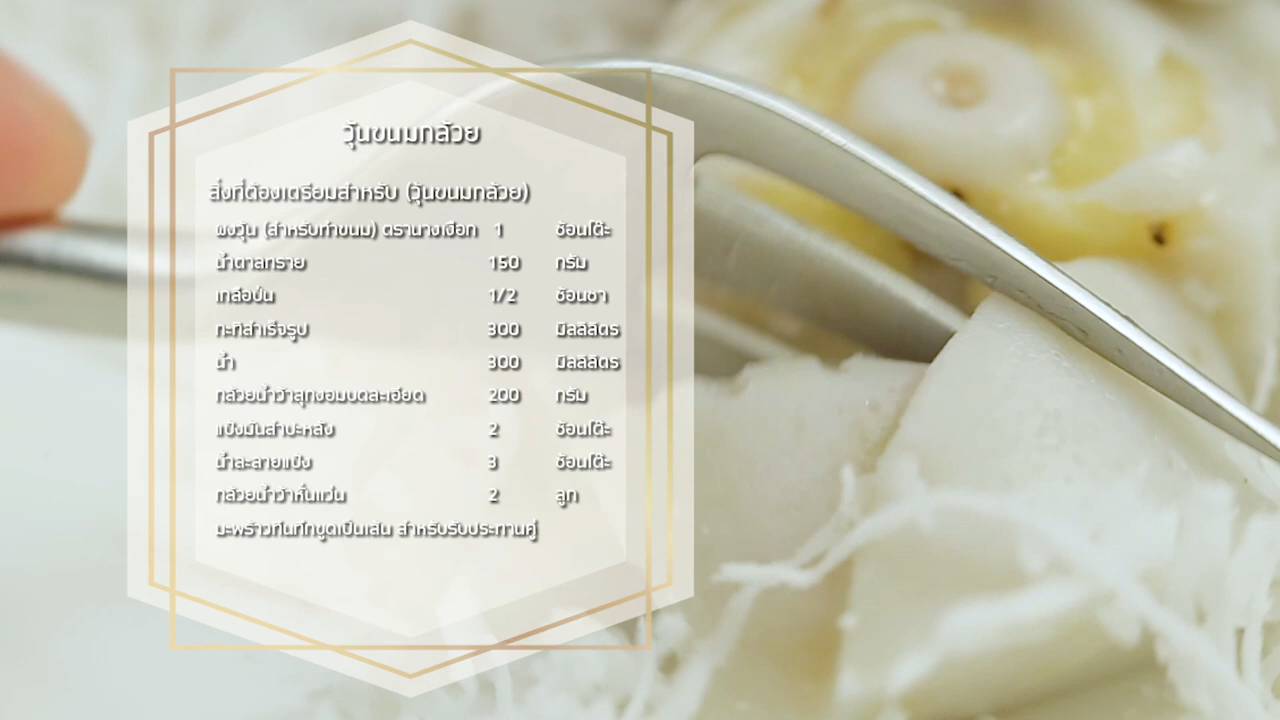 วุ้นขนมกล้วย
สิ่งที่ต้องเตรียมสำหรับ (วุ้นขนมกล้วย)
ผงวุ้น (สำหรับทำขนม) ตรานางเงือก 1 ช้อนโต๊ะ
น้ำตาลทราย 150 กรัม
เกลือป่น 1/2 ช้อนชา
กะทิสำเร็จรูป 300 มิลลิลิตร
น้ำ 300 มิลลิลิตร
กล้วยน้ำว้าสุกงอมบดละเอียด 200 กรัม
แป้งมันสำปะหลัง 2 ช้อนโต๊ะ
น้ำละลายแป้ง 3 ช้อนโต๊ะ
กล้วยน้ำว้าหั่นแว่น 2 ลูก
มะพร้าวทึนทึกขูดเป็นเส้น สำหรับรับประทานคู่